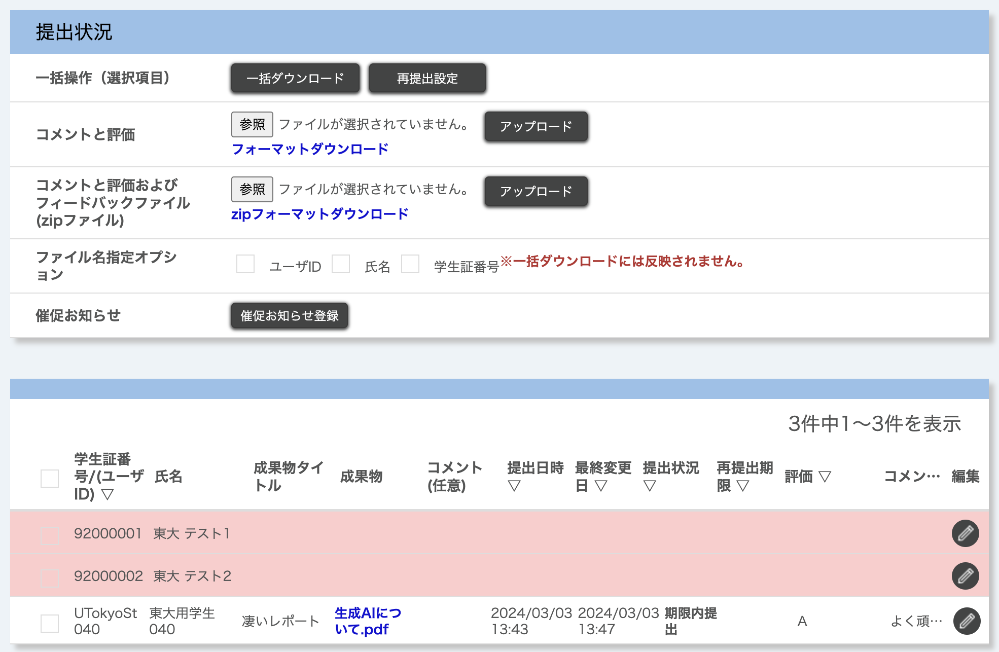 提出状況
一括操作（選択項目）
一括ダウンロード
再提出設定
コメントと評価
参照 ファイルが選択されていません。
アップロード
フォーマットダウンロード
コメントと評価および
フィードバックファイル
(zipファイル)
参照 ファイルが選択されていません。
アップロード
zipフォーマットダウンロード
ファイル名指定オプシ
ョン
ユーザID 氏名 学生証番号※一括ダウンロードには反映されません。
催促お知らせ
催促お知らせ登録
3件中1～3件を表示
学生証番
号/(ユーザ
ID) ▽
氏名
成果物タイ
トル
成果物
コメント
(任意)
提出日時
▽
最終変更
日 ▽
提出状況
▽
再提出期
限 ▽
評価 ▽
コメン…
編集
92000001 東大 テスト1
92000002 東大 テスト2
UTokyoSt
040
東大用学生
040
凄いレポート
生成AIにつ
いて.pdf
2024/03/03
13:43
2024/03/03
13:47
期限内提
出
A
よく頑…